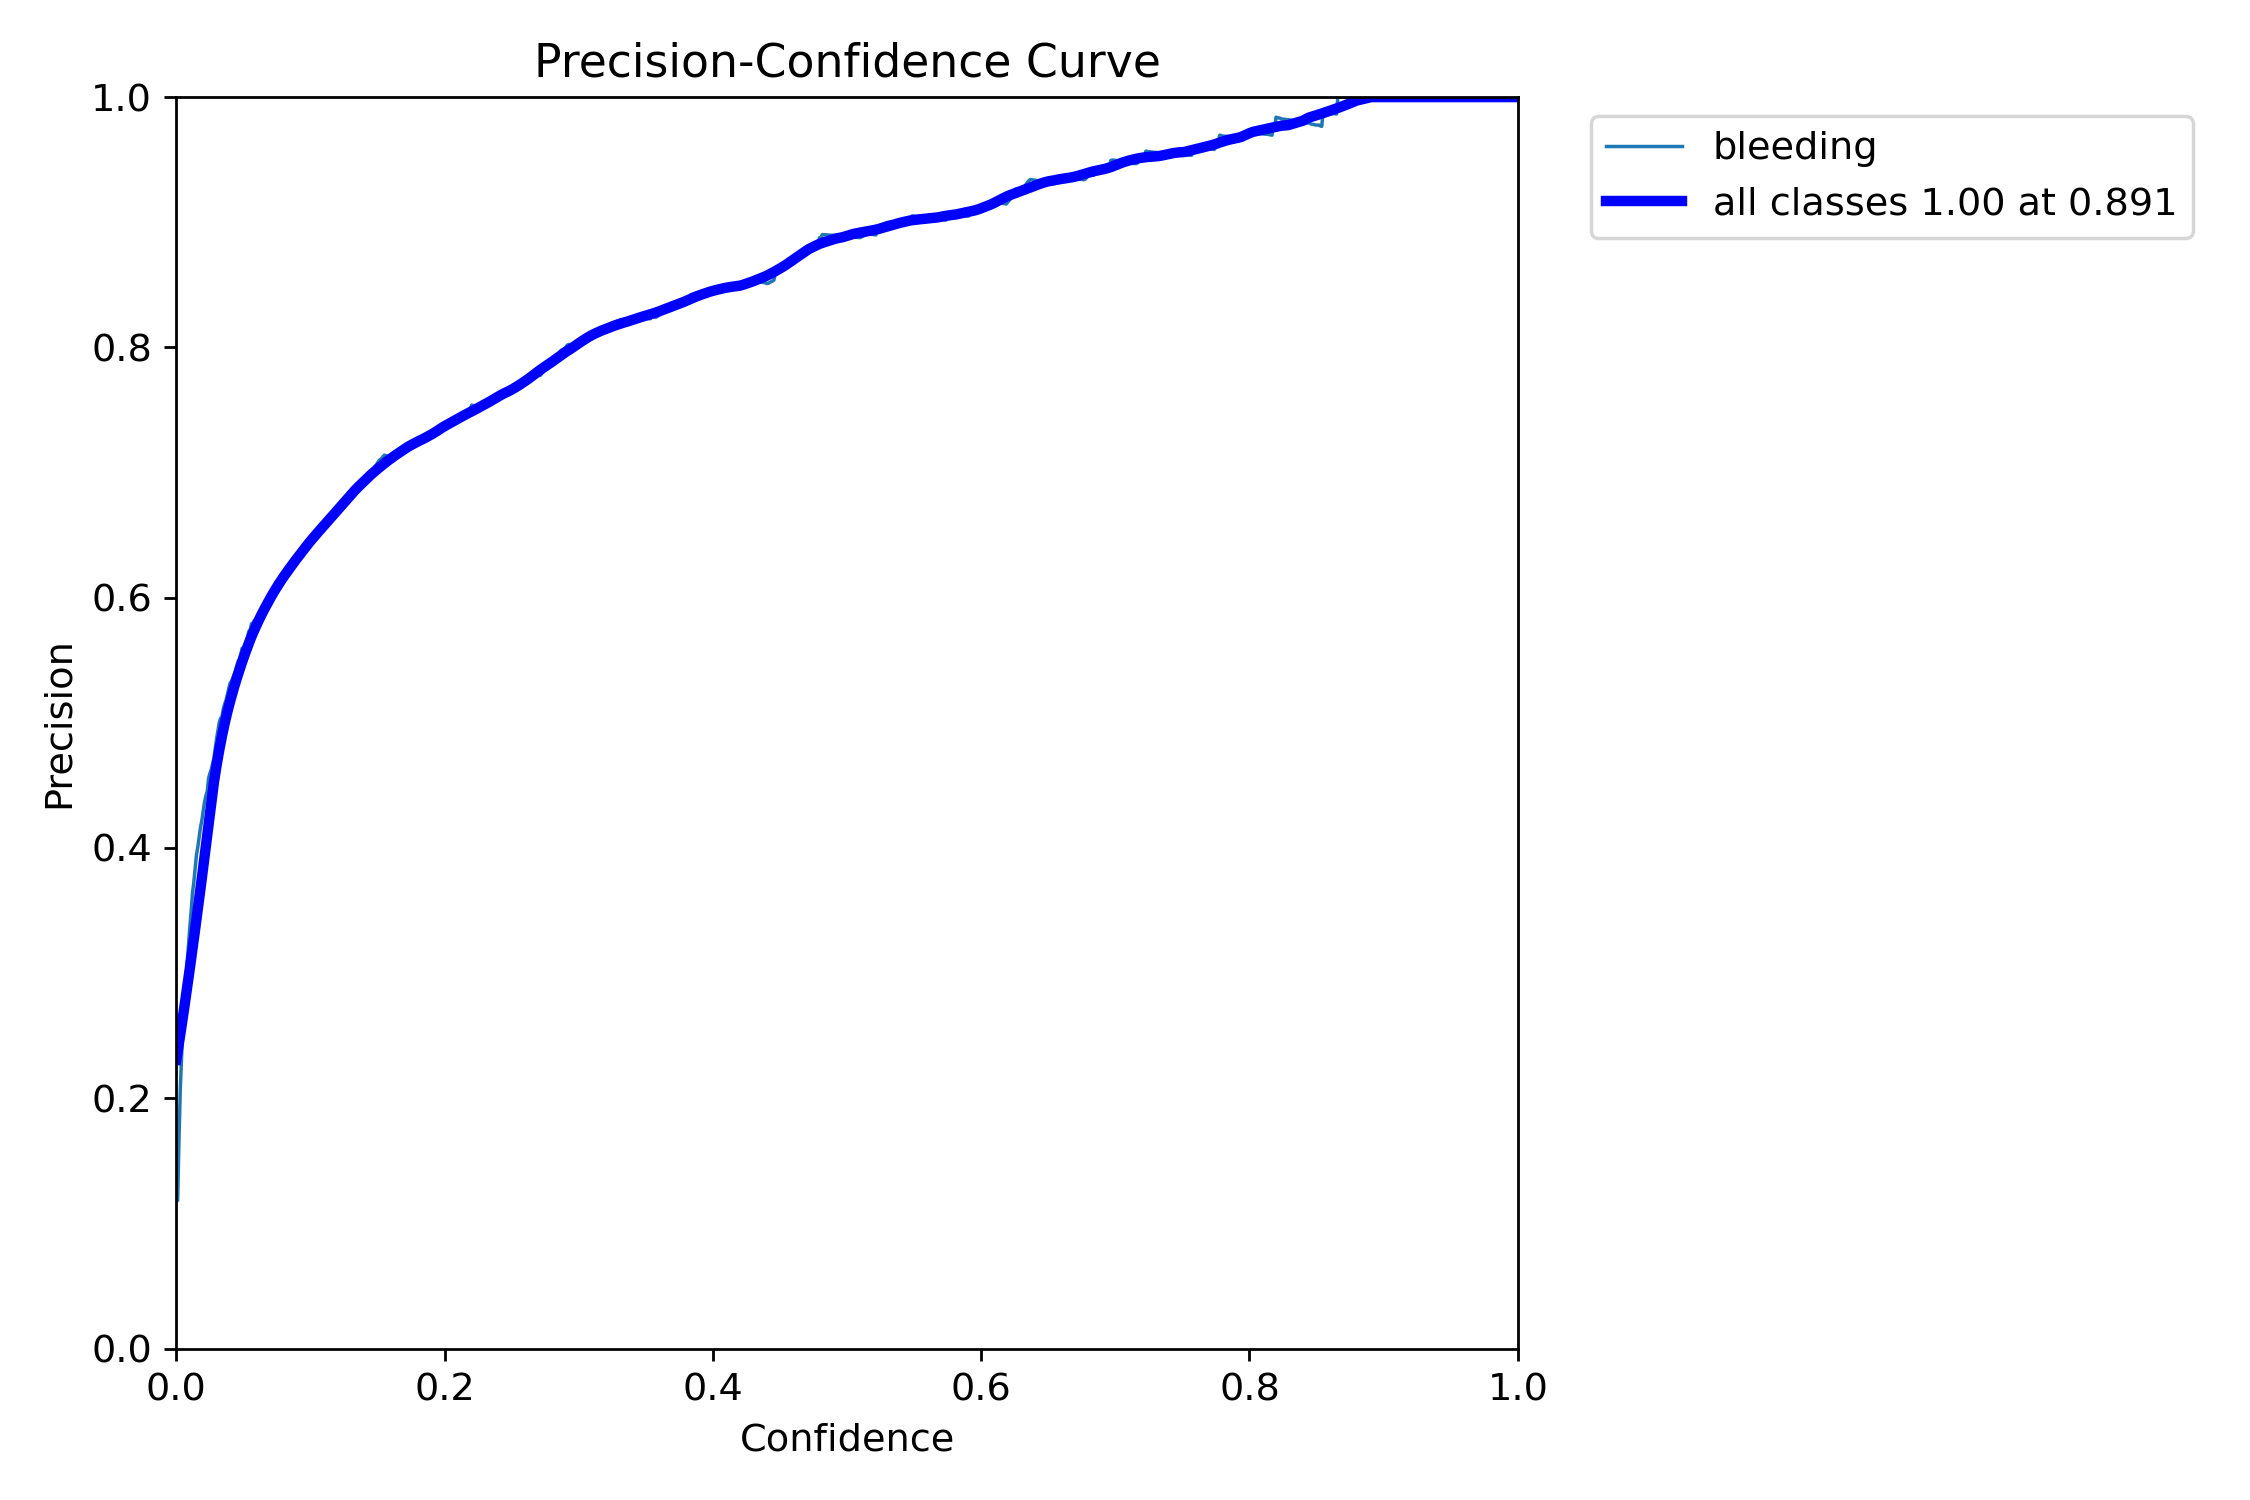 Precision-Confidence Curve
1.0
0.8
0.6
0.4
0.2
0.0
Precision
0.0 0.2 0.4 0.6 0.8 1.0
Confidence
bleeding
all classes 1.00 at 0.891